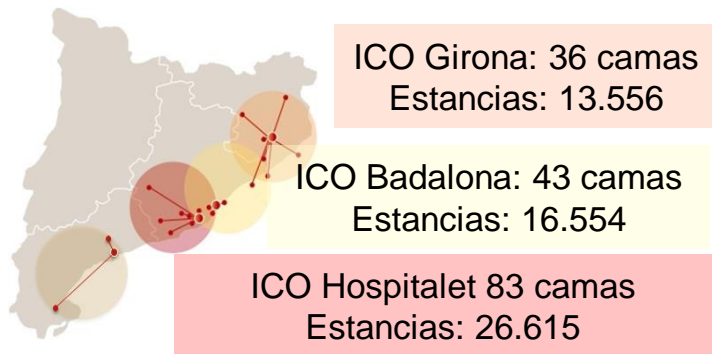 ICO Girona: 36 camas
Estancias: 13.556
ICO Badalona: 43 camas
Estancias: 16.554
ICO Hospitalet 83 camas
Estancias: 26.615